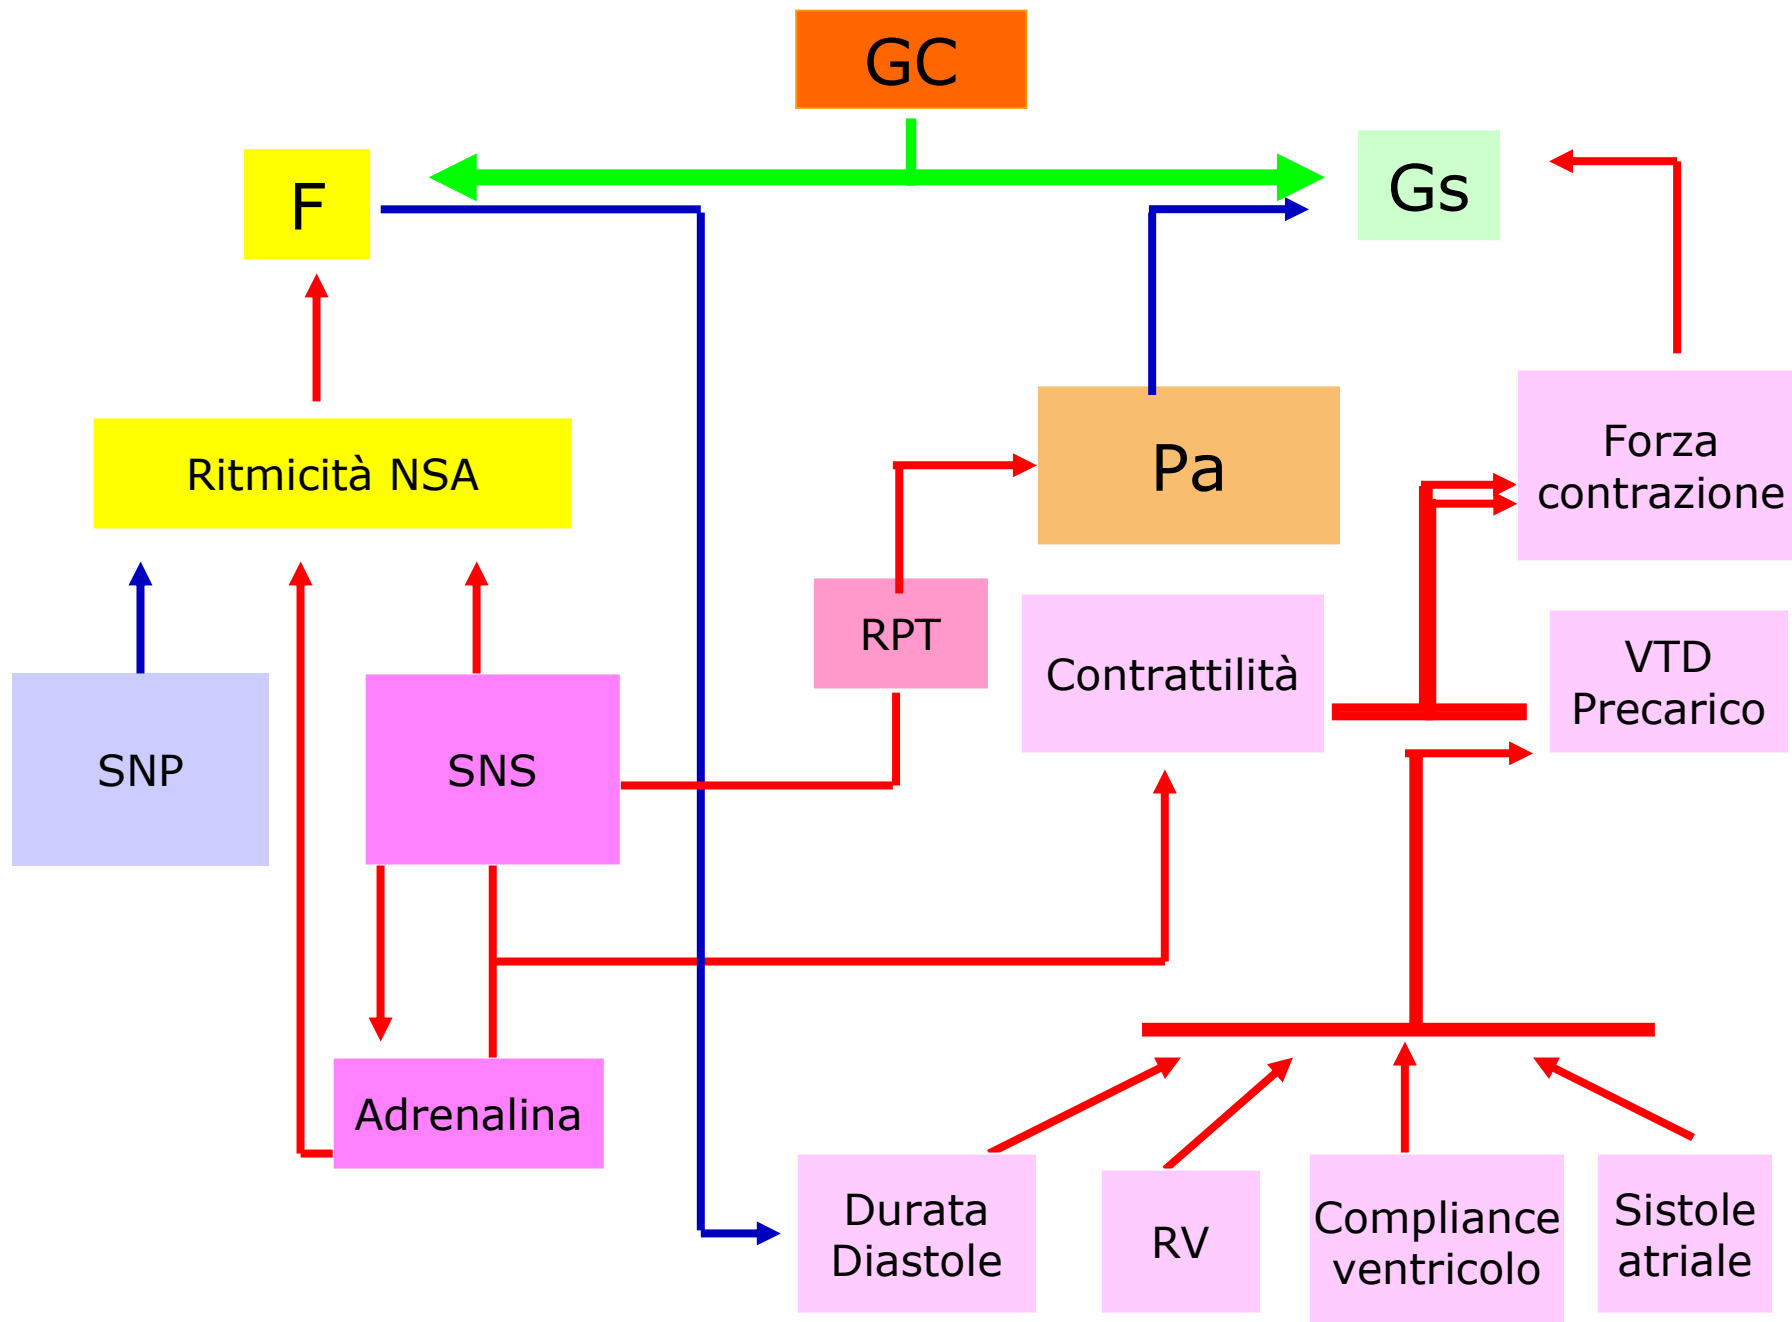 GC
F
Gs
Ritmicità NSA
Pa
Forza
contrazione
RPT
Contrattilità
VTD
Precarico
SNP
SNS
Adrenalina
Durata
Diastole
RV
Compliance
ventricolo
Sistole
atriale